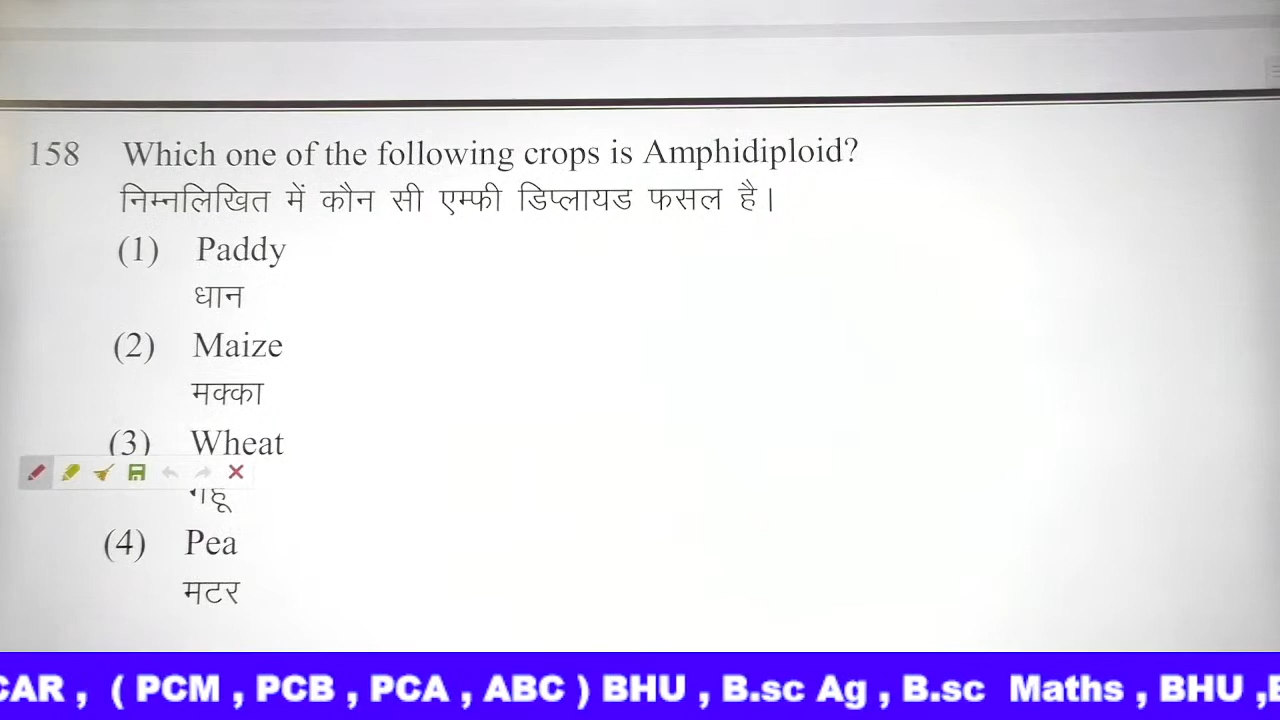 158 Which one of the following crops is Amphidiploid?
निम्नलिखित में कौन सी एम्फी डिप्लायड फसल है।
(1) Paddy
धान
(2) Maize
मक्का
(3) Wheat
(4) Pea
मटर
CAR , ( PCM , PCB , PCA , ABC ) BHU , B.sc Ag , B.sc Maths , BHU ,